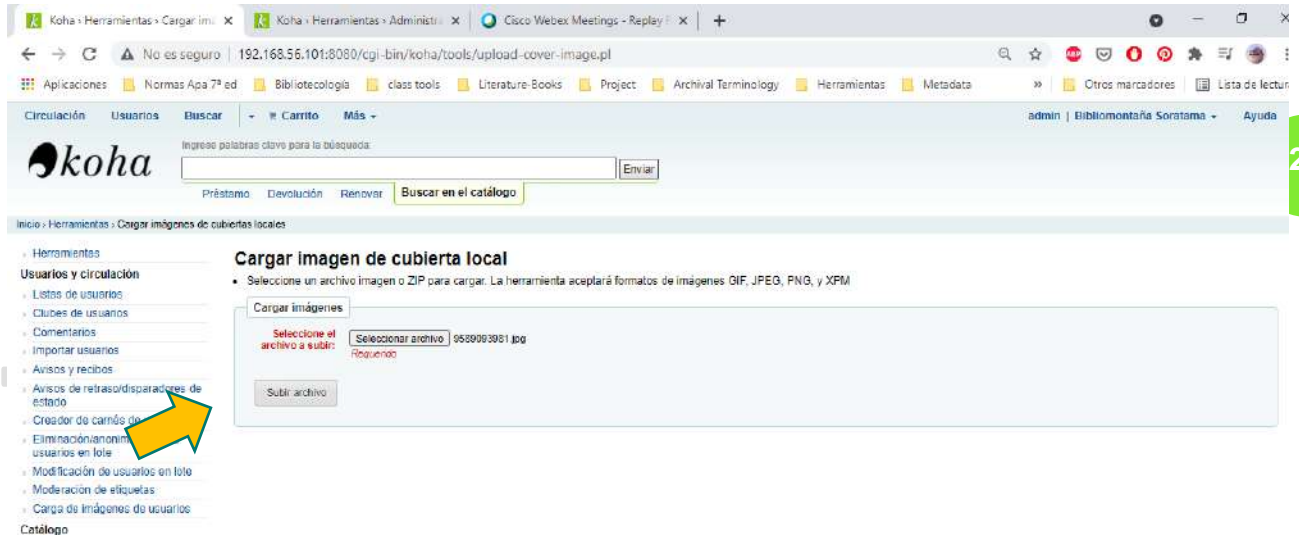 Koha › Herramientas › Cargar im
Koha › Herramientas › Administr
Cisco Webex Meetings - Replay
No es seguro | 192.168.56.101:8080/cgi-bin/koha/tools/upload-cover-image.pl
Aplicaciones Normas Apa 7ª ed Bibliotecología class tools Literature-Books Project Archival Terminology Herramientas Metadata » Otros marcadores Lista de lectur
Circulación Usuarios Buscar Carrito Más admin | Bibliomontaña Soratama Ayuda
2
koha
Ingrese palabras clave para la búsqueda:
Enviar
Préstamo Devolución Renovar Buscar en el catálogo
Inicio › Herramientas › Cargar imágenes de cubiertas locales
Herramientas
Usuarios y circulación
Listas de usuarios
Clubes de usuarios
Comentarios
Importar usuarios
Avisos y recibos
Avisos de retraso/disparadores de
estado
Creador de carnés de
Eliminación/anonim
usuarios en lote
Modificación de usuarios en lote
Moderación de etiquetas
Carga de imágenes de usuarios
Catálogo
Cargar imagen de cubierta local
Seleccione un archivo imagen o ZIP para cargar. La herramienta aceptará formatos de imágenes GIF, JPEG, PNG, y XPM
Cargar imágenes
Seleccione el
archivo a subir:
Seleccionar archivo 9589093981.jpg
Requerido
Subir archivo